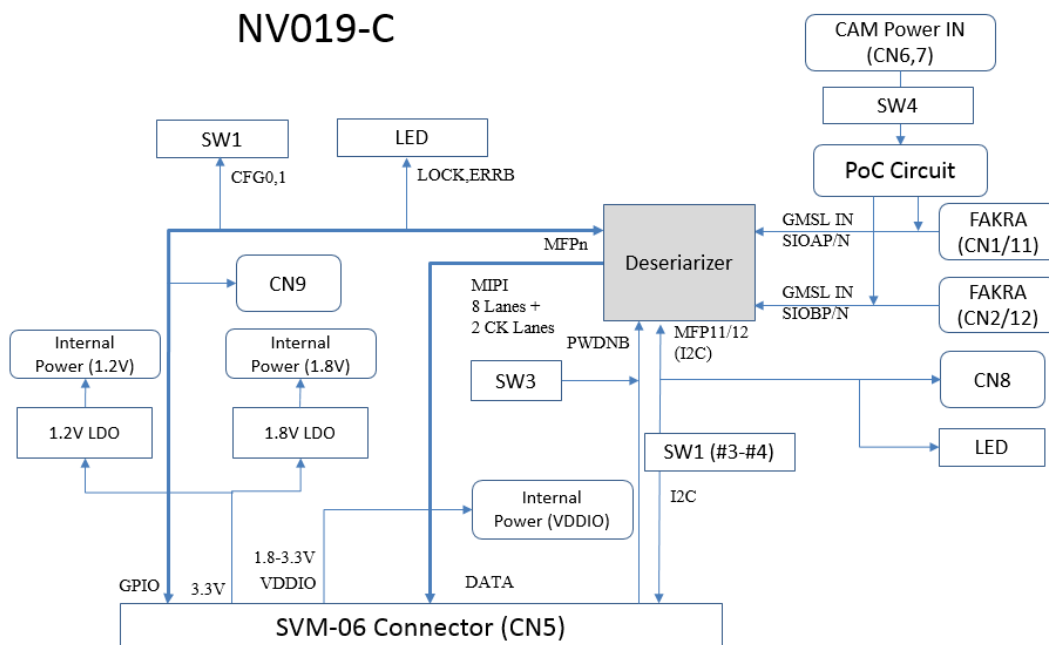 NV019-C
CAM Power IN
(CN6,7)
SW4
PoC Circuit
SW1
CFG0,1
LED
LOCK,ERRB
MFPn
Deseriarizer
GMSL IN
SIOAP/N
FAKRA
(CN1/11)
GMSL IN
SIOBP/N
FAKRA
(CN2/12)
CN9
MIPI
8 Lanes +
2 CK Lanes
PWDNB
MFP11/12
(I2C)
Internal
Power (1.2V)
Internal
Power (1.8V)
SW3
CN8
1.2V LDO
1.8V LDO
SW1 (#3-#4)
LED
I2C
Internal
Power (VDDIO)
1.8-3.3V
VDDIO
GPIO
3.3V
DATA
SVM-06 Connector (CN5)